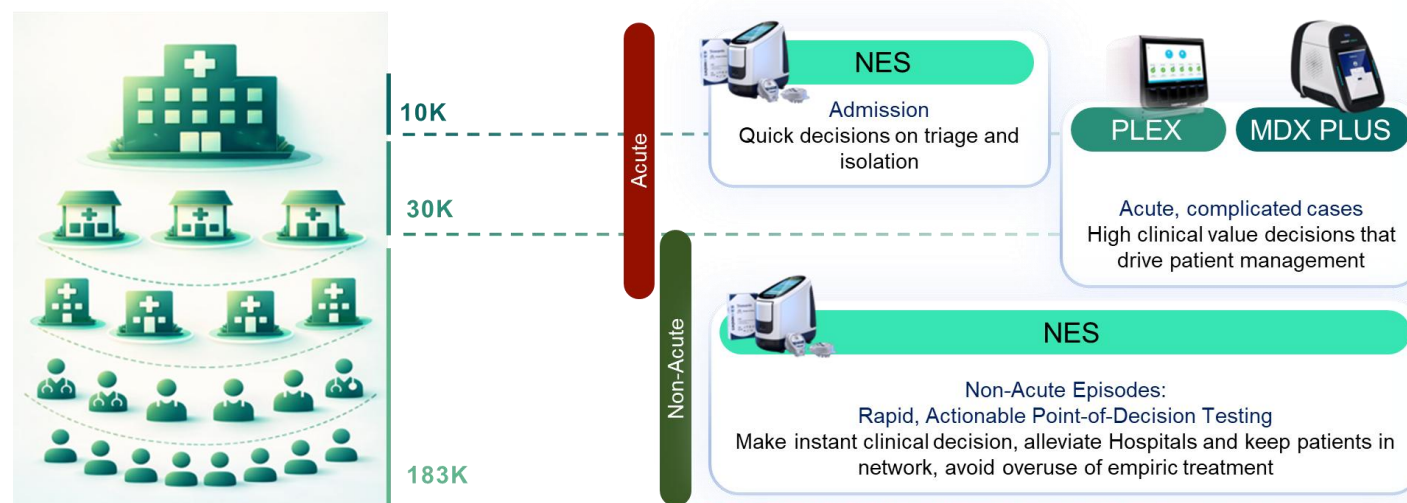 10K
30K
183K
Acute
Non-Acute
NES
Admission
Quick decisions on triage and
isolation
PLEX
MDX PLUS
Acute, complicated cases
High clinical value decisions that
drive patient management
NES
Non-Acute Episodes:
Rapid, Actionable Point-of-Decision Testing
Make instant clinical decision, alleviate Hospitals and keep patients in
network, avoid overuse of empiric treatment